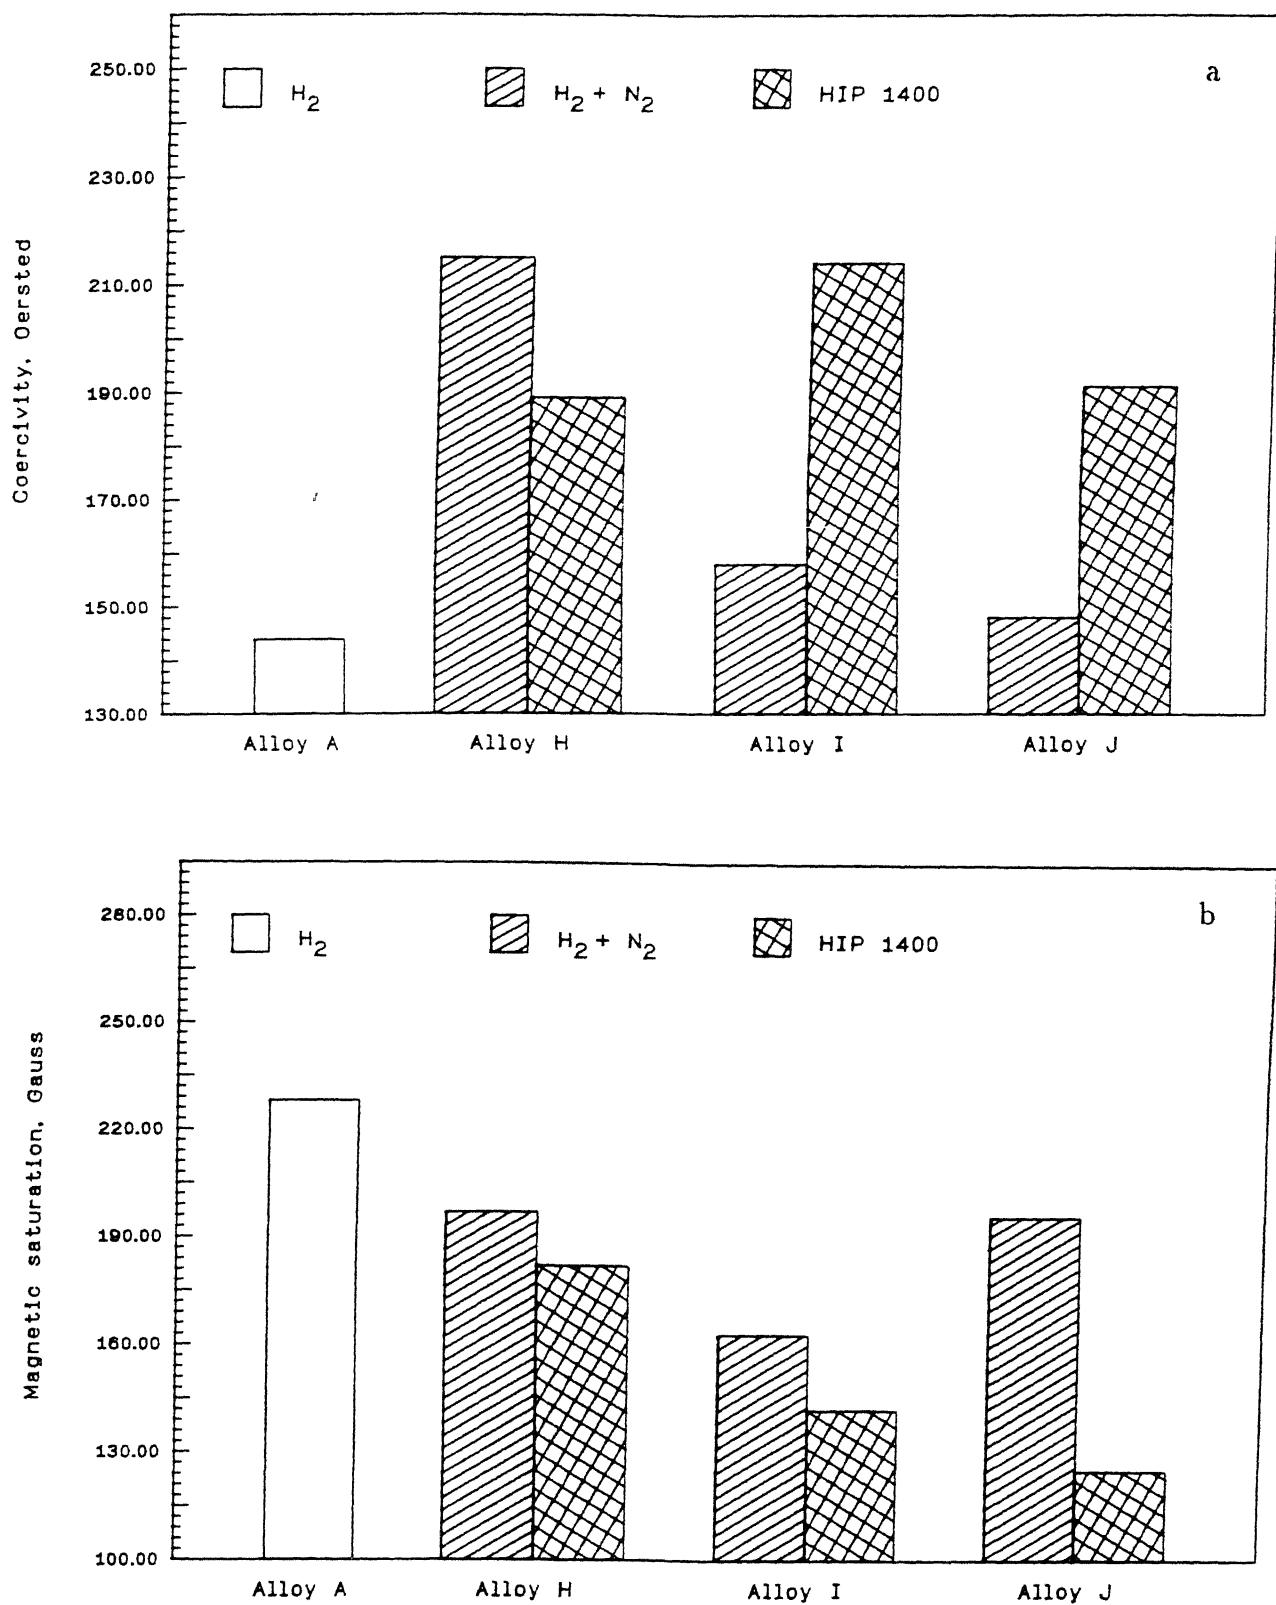 a
250.00
H2
H2 + N2
HIP 1400
230.00
210.00
190.00
170.00
150.00
130.00
Coercivity, Oersted
Alloy A
Alloy H
Alloy I
Alloy J
b
280.00
H2
H2 + N2
HIP 1400
250.00
220.00
190.00
160.00
130.00
100.00
Magnetic saturation, Gauss
Alloy A
Alloy H
Alloy I
Alloy J